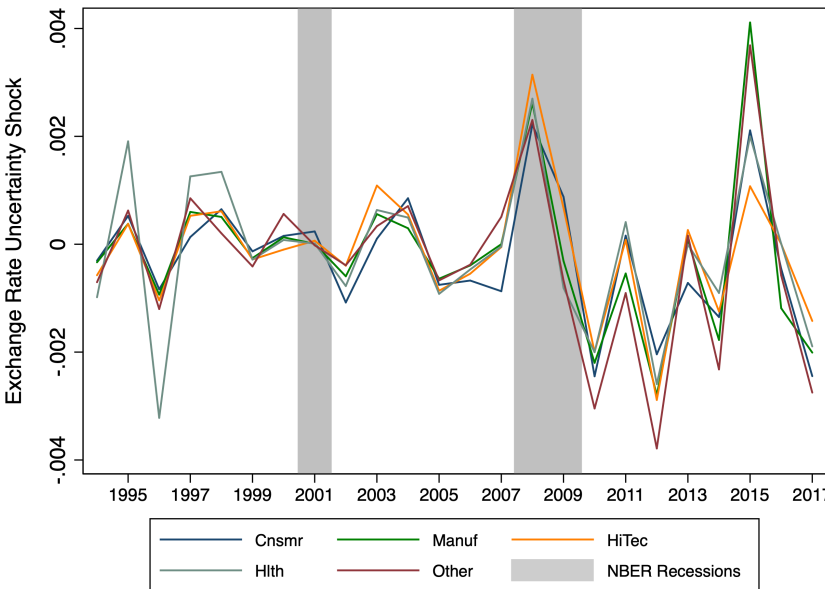 Exchange Rate Uncertainty Shock
.004
.002
0
-.002
-.004
1995 1997 1999 2001 2003 2005 2007 2009 2011 2013 2015 2017
Cnsmr Manuf HiTec
Hlth Other NBER Recessions